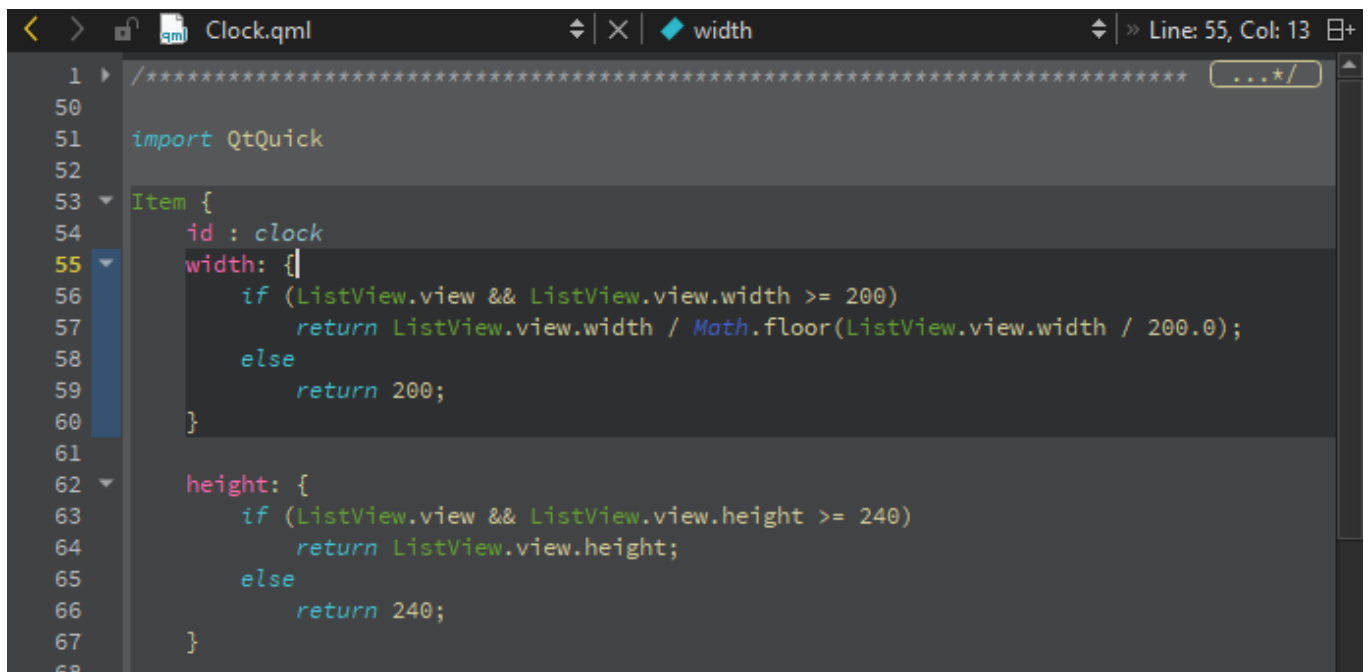 qml Clock.qml width » Line: 55, Col: 13
1 /**************************************************************************** ...*/
50
51 import QtQuick
52
53 Item {
54     id : clock
55     width: {
56         if (ListView.view && ListView.view.width >= 200)
57             return ListView.view.width / Math.floor(ListView.view.width / 200.0);
58         else
59             return 200;
60     }
61
62     height: {
63         if (ListView.view && ListView.view.height >= 240)
64             return ListView.view.height;
65         else
66             return 240;
67     }
68